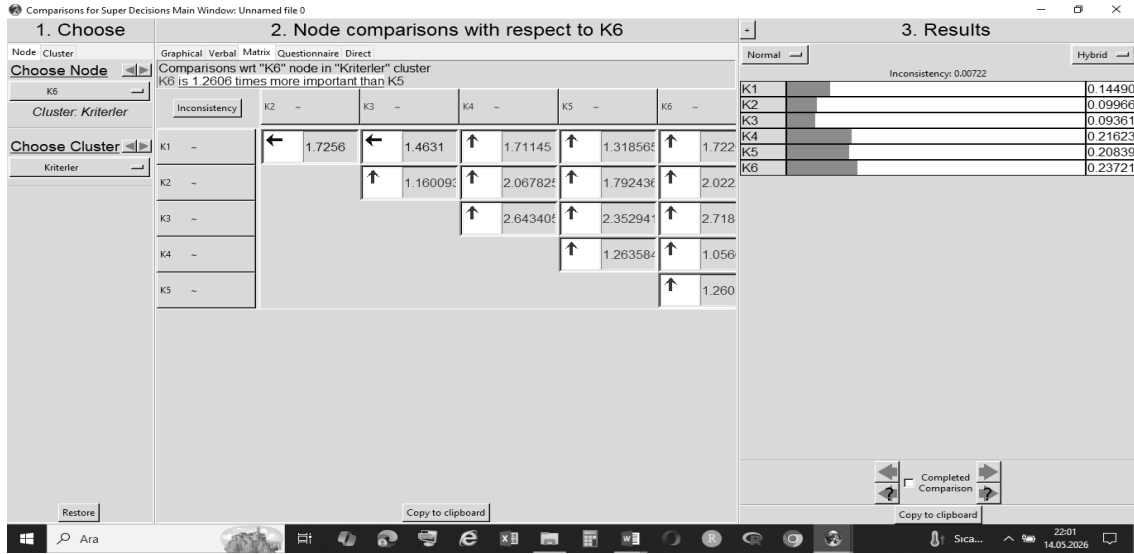 Comparisons for Super Decisions Main Window: Unnamed file 0
1. Choose
Node Cluster
Choose Node
K6
Cluster: Kriterler
Choose Cluster
Kriterler
Restore
2. Node comparisons with respect to K6
Graphical Verbal Matrix Questionnaire Direct
Comparisons wrt "K6" node in "Kriterler" cluster
K6 is 1.2606 times more important than K5
Inconsistency K2 ~ K3 ~ K4 ~ K5 ~ K6 ~
K1 ~ 1.7256 1.4631 1.71145 1.318565 1.722
K2 ~ 1.160093 2.067825 1.792436 2.022
K3 ~ 2.643405 2.352941 2.718
K4 ~ 1.263584 1.056
K5 ~ 1.260
Copy to clipboard
+ 3. Results
Normal Hybrid
Inconsistency: 0.00722
K1 0.14490
K2 0.09966
K3 0.09361
K4 0.21623
K5 0.20839
K6 0.23721
Completed
Comparison
Copy to clipboard
Ara
Sıca...
22:01
14.05.2026